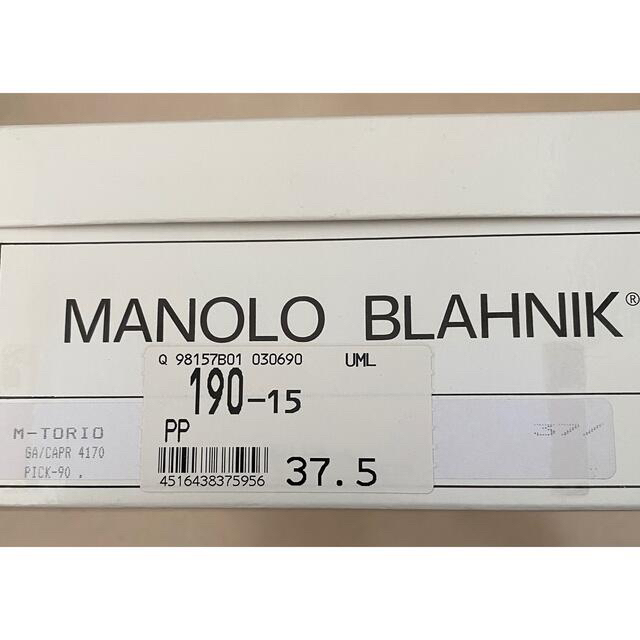 MANOLO BLAHNIK®
Q 98157B01 030690 UML
190-15
PP
4516438375956
37.5
M-TORIO
GA/CAPR 4170
PICK-90 .